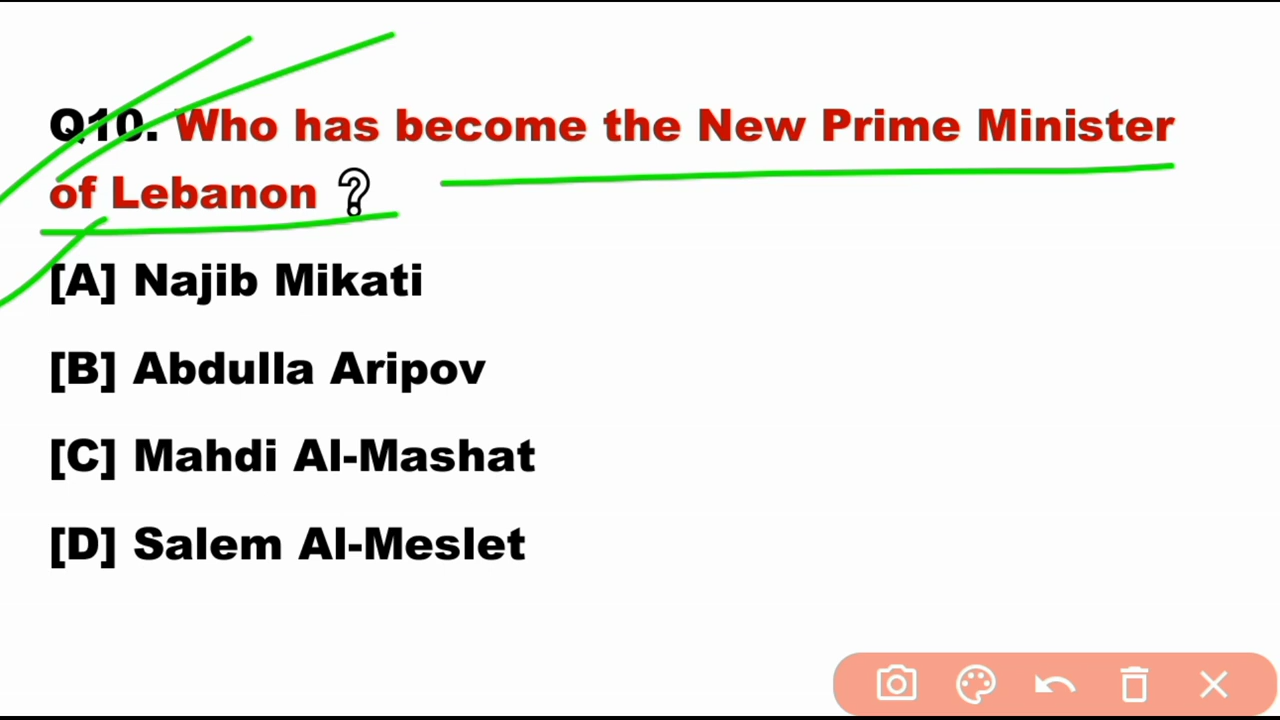 Q10. Who has become the New Prime Minister
of Lebanon ?
[A] Najib Mikati
[B] Abdulla Aripov
[C] Mahdi Al-Mashat
[D] Salem Al-Meslet